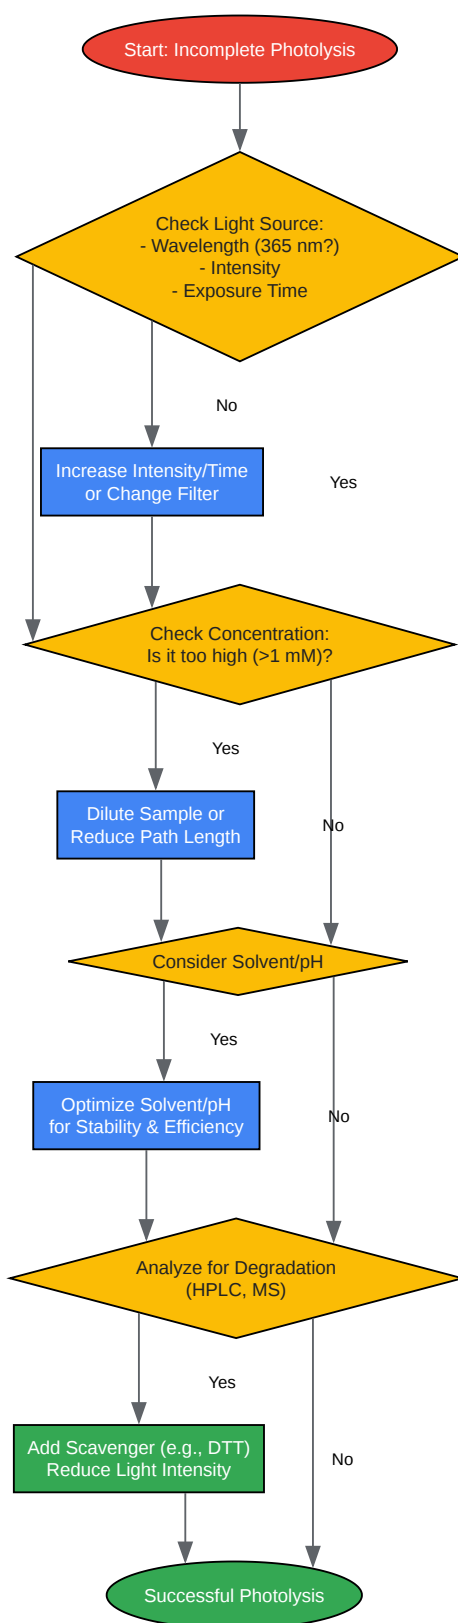 Start: Incomplete Photolysis
Check Light Source:
- Wavelength (365 nm?)
- Intensity
- Exposure Time
No
Increase Intensity/Time
or Change Filter
Yes
Check Concentration:
Is it too high (>1 mM)?
Yes
Dilute Sample or
Reduce Path Length
No
Consider Solvent/pH
Yes
Optimize Solvent/pH
for Stability & Efficiency
No
Analyze for Degradation
(HPLC, MS)
Yes
Add Scavenger (e.g., DTT)
Reduce Light Intensity
No
Successful Photolysis